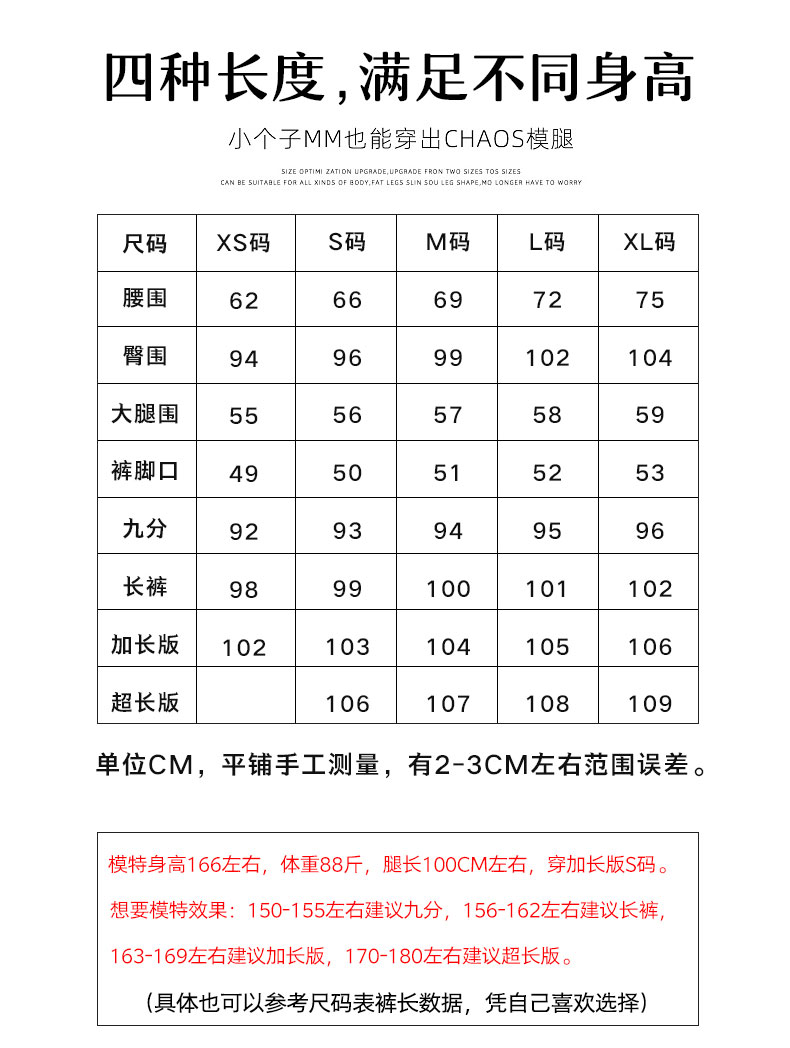 四种长度,满足不同身高
小个子MM也能穿出CHAOS模腿
SIZE OPTIMI ZATION UPGRADE,UPGRADE FRON TWO SIZES TOS SIZES
CAN BE SUITABLE FOR ALL XINDS OF BODY,FAT LEGS SLIN SOU LEG SHAPE,MO LONGER HAVE TO WORRY
尺码 XS码 S码 M码 L码 XL码
腰围 62 66 69 72 75
臀围 94 96 99 102 104
大腿围 55 56 57 58 59
裤脚口 49 50 51 52 53
九分 92 93 94 95 96
长裤 98 99 100 101 102
加长版 102 103 104 105 106
超长版 106 107 108 109
单位CM，平铺手工测量，有2-3CM左右范围误差。
模特身高166左右，体重88斤，腿长100CM左右，穿加长版S码。
想要模特效果：150-155左右建议九分，156-162左右建议长裤，
163-169左右建议加长版，170-180左右建议超长版。
（具体也可以参考尺码表裤长数据，凭自己喜欢选择）